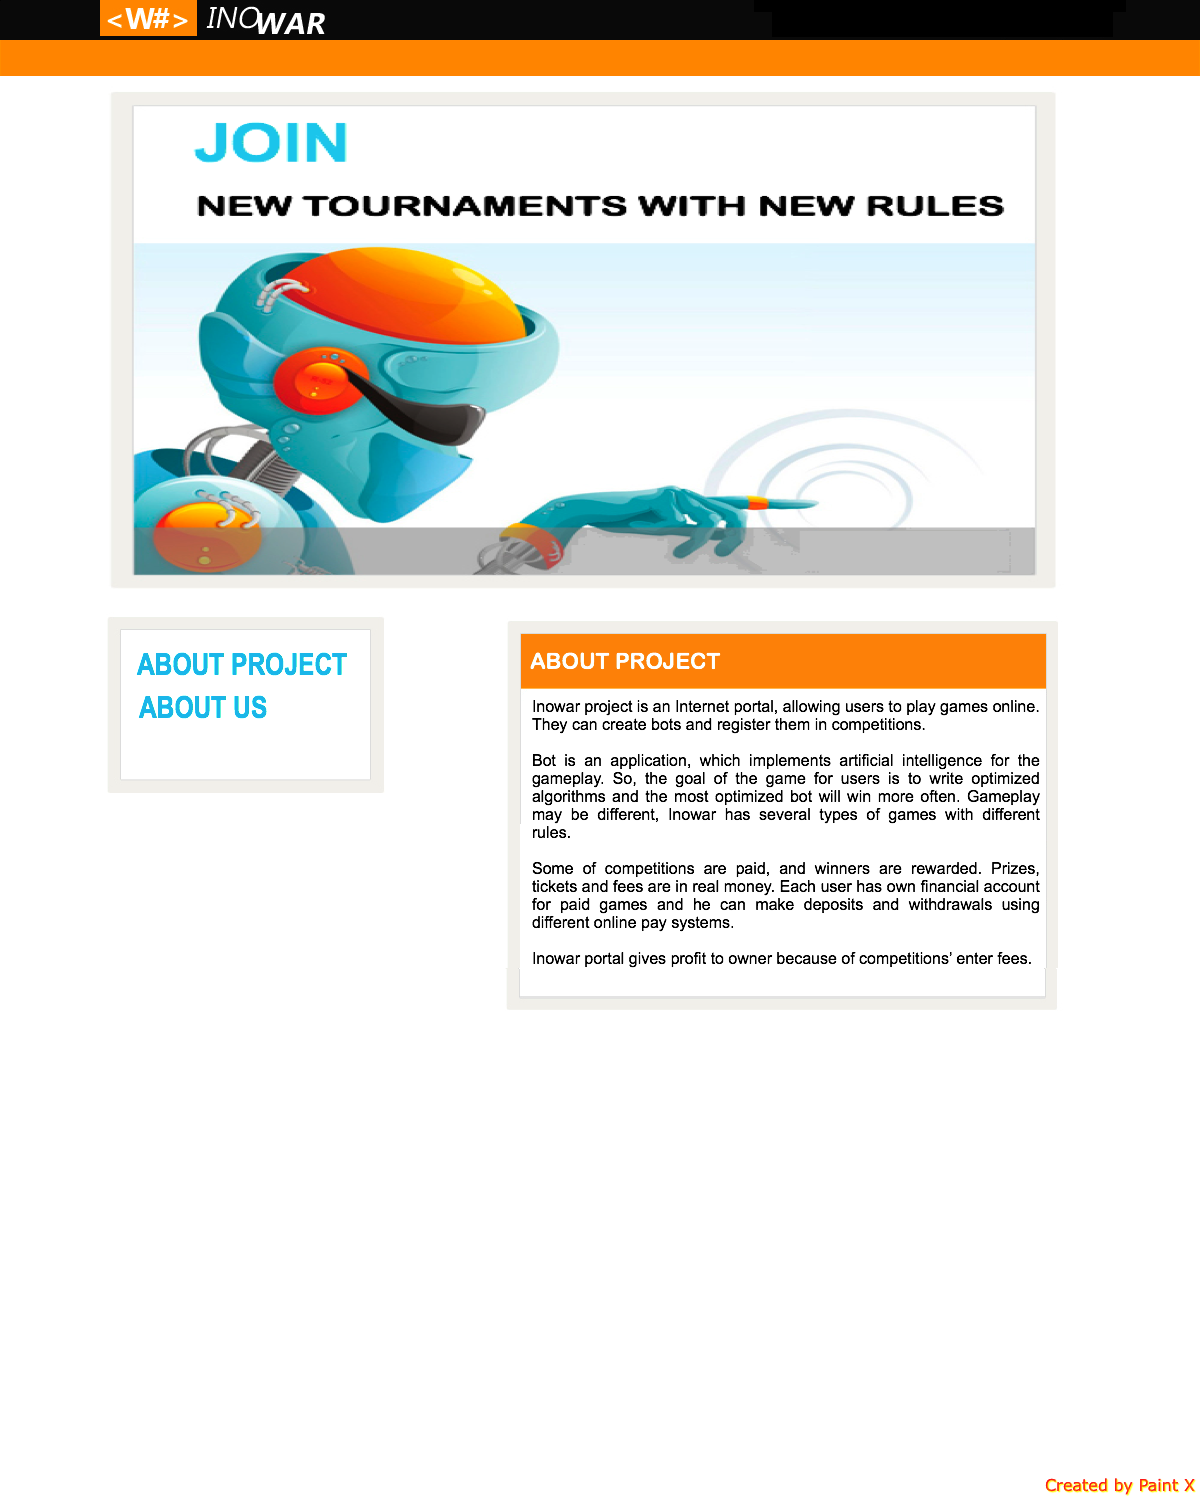 <W#> INOWAR
JOIN
NEW TOURNAMENTS WITH NEW RULES
ABOUT PROJECT
ABOUT US
ABOUT PROJECT
Inowar project is an Internet portal, allowing users to play games online.
They can create bots and register them in competitions.
Bot is an application, which implements artificial intelligence for the
gameplay. So, the goal of the game for users is to write optimized
algorithms and the most optimized bot will win more often. Gameplay
may be different, Inowar has several types of games with different
rules.
Some of competitions are paid, and winners are rewarded. Prizes,
tickets and fees are in real money. Each user has own financial account
for paid games and he can make deposits and withdrawals using
different online pay systems.
Inowar portal gives profit to owner because of competitions’ enter fees.
Created by Paint X